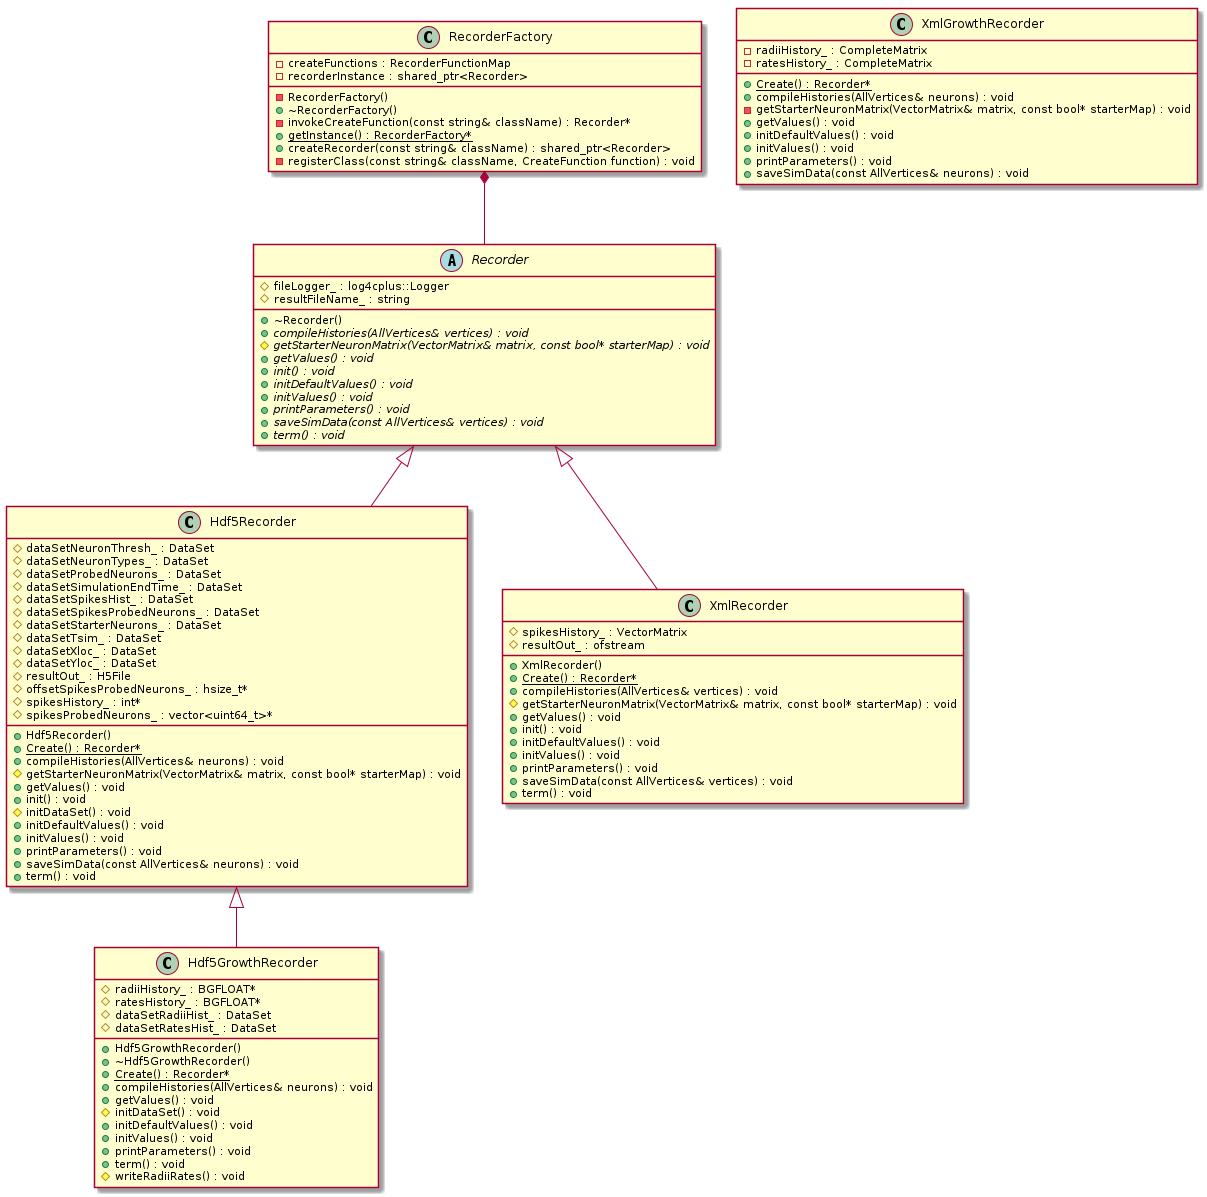 C RecorderFactory
createFunctions : RecorderFunctionMap
recorderInstance : shared_ptr<Recorder>
RecorderFactory()
~RecorderFactory()
invokeCreateFunction(const string& className) : Recorder*
getInstance() : RecorderFactory*
createRecorder(const string& className) : shared_ptr<Recorder>
registerClass(const string& className, CreateFunction function) : void
C XmlGrowthRecorder
radiiHistory_ : CompleteMatrix
ratesHistory_ : CompleteMatrix
Create() : Recorder*
compileHistories(AllVertices& neurons) : void
getStarterNeuronMatrix(VectorMatrix& matrix, const bool* starterMap) : void
getValues() : void
initDefaultValues() : void
initValues() : void
printParameters() : void
saveSimData(const AllVertices& neurons) : void
A Recorder
fileLogger_ : log4cplus::Logger
resultFileName_ : string
~Recorder()
compileHistories(AllVertices& vertices) : void
getStarterNeuronMatrix(VectorMatrix& matrix, const bool* starterMap) : void
getValues() : void
init() : void
initDefaultValues() : void
initValues() : void
printParameters() : void
saveSimData(const AllVertices& vertices) : void
term() : void
C Hdf5Recorder
dataSetNeuronThresh_ : DataSet
dataSetNeuronTypes_ : DataSet
dataSetProbedNeurons_ : DataSet
dataSetSimulationEndTime_ : DataSet
dataSetSpikesHist_ : DataSet
dataSetSpikesProbedNeurons_ : DataSet
dataSetStarterNeurons_ : DataSet
dataSetTsim_ : DataSet
dataSetXloc_ : DataSet
dataSetYloc_ : DataSet
resultOut_ : H5File
offsetSpikesProbedNeurons_ : hsize_t*
spikesHistory_ : int*
spikesProbedNeurons_ : vector<uint64_t>*
Hdf5Recorder()
Create() : Recorder*
compileHistories(AllVertices& neurons) : void
getStarterNeuronMatrix(VectorMatrix& matrix, const bool* starterMap) : void
getValues() : void
init() : void
initDataSet() : void
initDefaultValues() : void
initValues() : void
printParameters() : void
saveSimData(const AllVertices& neurons) : void
term() : void
C XmlRecorder
spikesHistory_ : VectorMatrix
resultOut_ : ofstream
XmlRecorder()
Create() : Recorder*
compileHistories(AllVertices& vertices) : void
getStarterNeuronMatrix(VectorMatrix& matrix, const bool* starterMap) : void
getValues() : void
init() : void
initDefaultValues() : void
initValues() : void
printParameters() : void
saveSimData(const AllVertices& vertices) : void
term() : void
C Hdf5GrowthRecorder
radiiHistory_ : BGFLOAT*
ratesHistory_ : BGFLOAT*
dataSetRadiiHist_ : DataSet
dataSetRatesHist_ : DataSet
Hdf5GrowthRecorder()
~Hdf5GrowthRecorder()
Create() : Recorder*
compileHistories(AllVertices& neurons) : void
getValues() : void
initDataSet() : void
initDefaultValues() : void
initValues() : void
printParameters() : void
term() : void
writeRadiiRates() : void